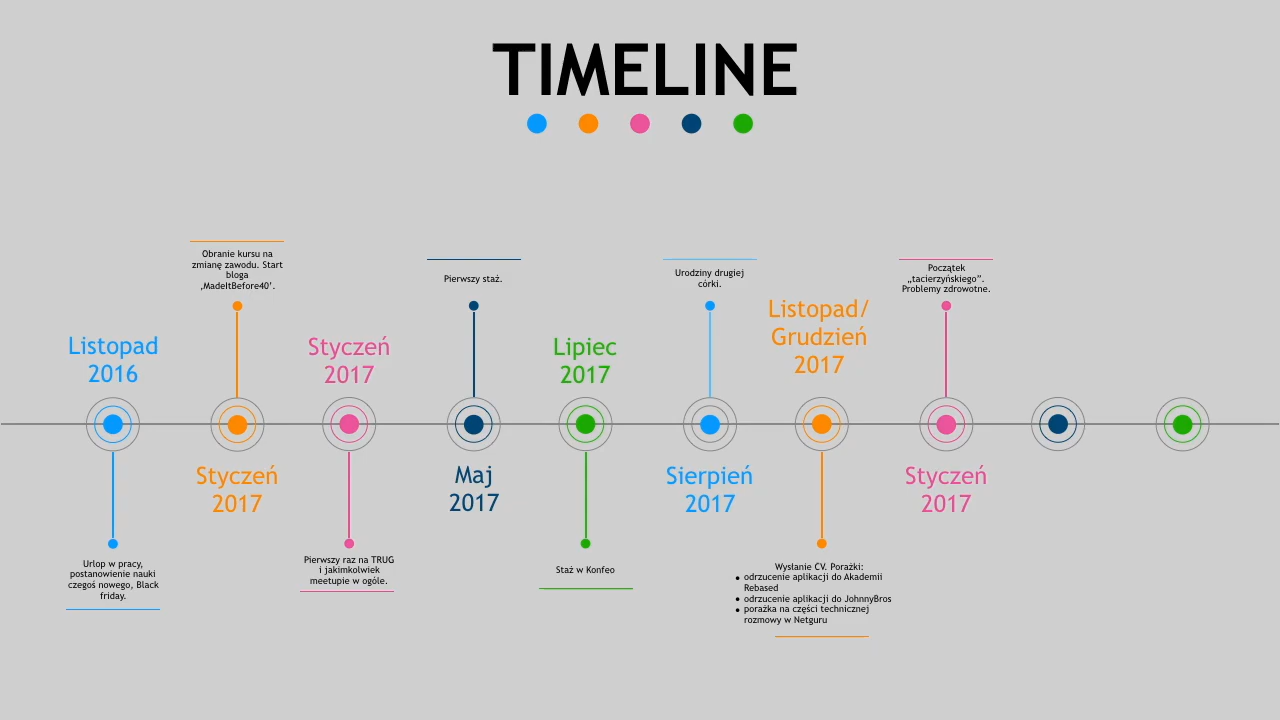 TIMELINE
Listopad
2016
Urlop w pracy,
postanowienie nauki
czegoś nowego, Black
friday.
Obranie kursu na
zmianę zawodu. Start
bloga
‚MadeItBefore40’.
Styczeń
2017
Styczeń
2017
Pierwszy raz na TRUG
i jakimkolwiek
meetupie w ogóle.
Pierwszy staż.
Maj
2017
Lipiec
2017
Staż w Konfeo
Urodziny drugiej
córki.
Sierpień
2017
Listopad/
Grudzień
2017
Wysłanie CV. Porażki:
• odrzucenie aplikacji do Akademii
Rebased
• odrzucenie aplikacji do JohnnyBros
• porażka na części technicznej
rozmowy w Netguru
Początek
„tacierzyńskiego”.
Problemy zdrowotne.
Styczeń
2017